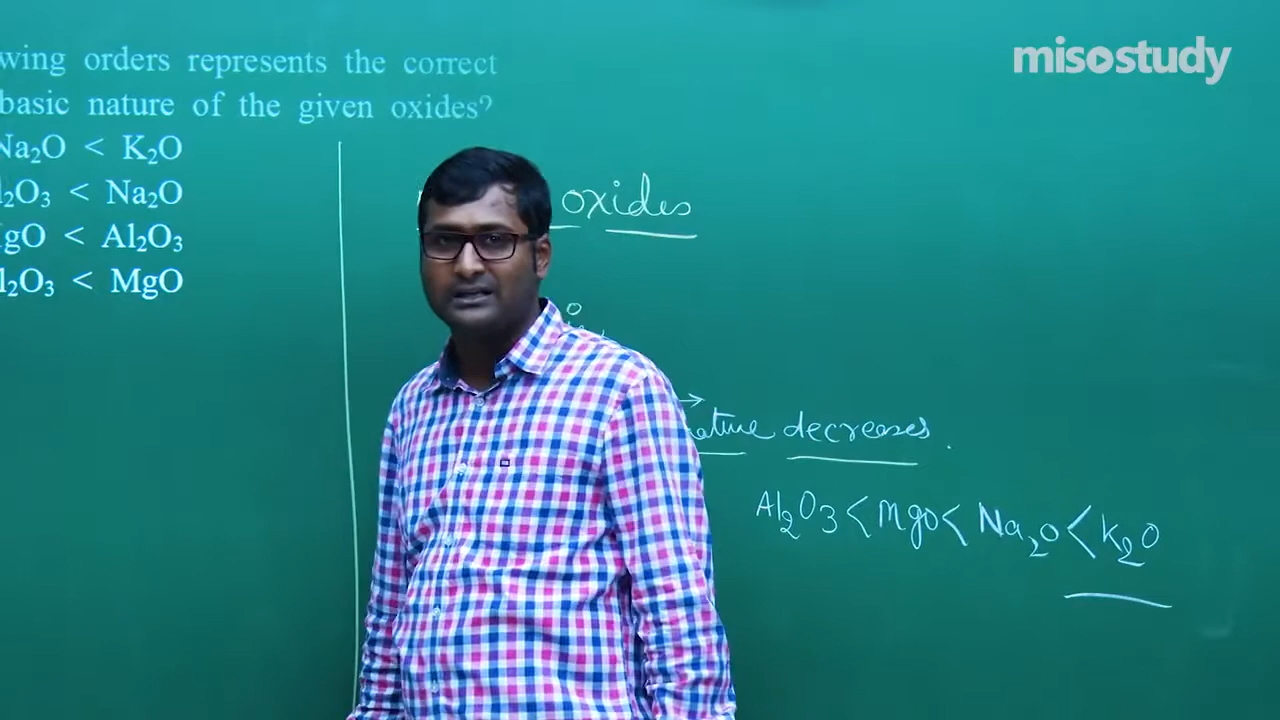 misostudy
wing orders represents the correct
basic nature of the given oxides?
Na₂O < K₂O
l₂O₃ < Na₂O
gO < Al₂O₃
l₂O₃ < MgO
oxides
decreases.
Al₂O₃ < MgO < Na₂O < K₂O